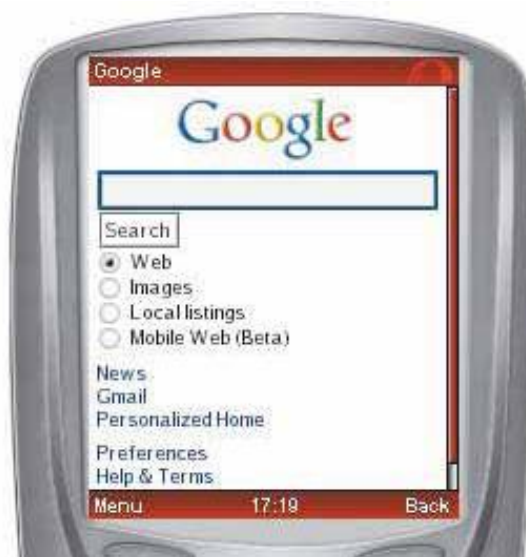 Google
Google
Search
Web
Images
Local listings
Mobile Web (Beta)
News
Gmail
Personalized Home
Preferences
Help & Terms
Menu 17:19 Back